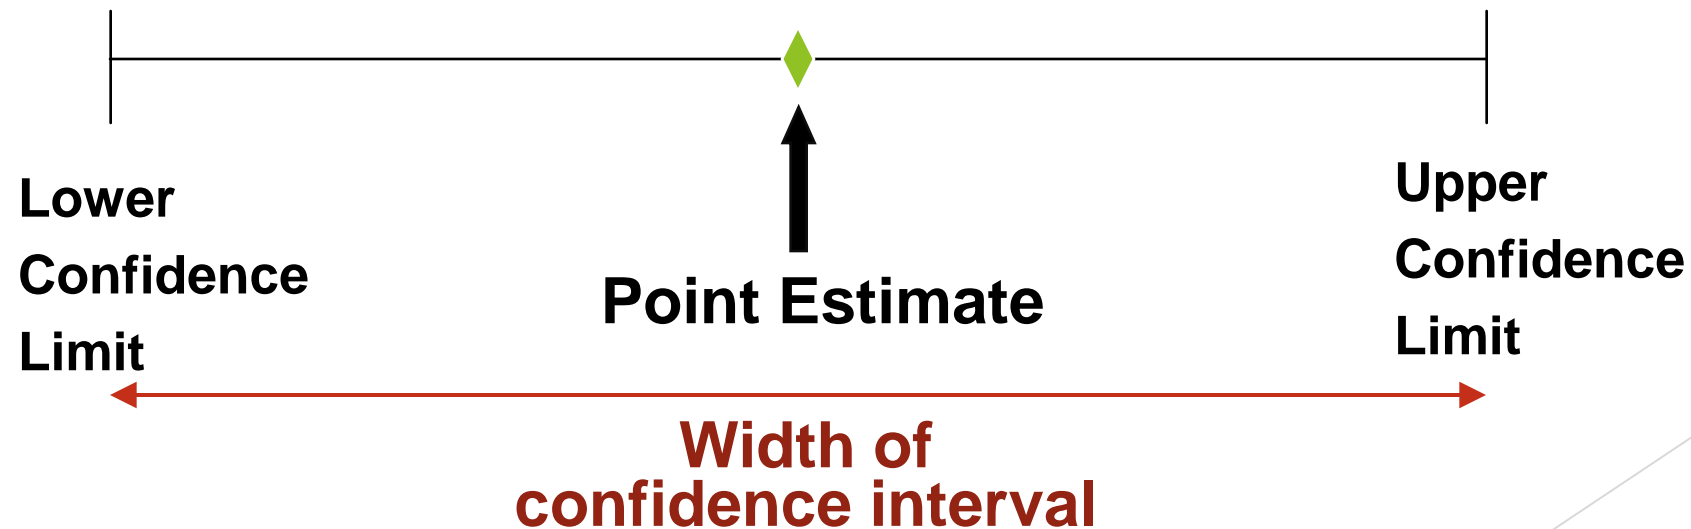 Lower
Confidence
Limit
Point Estimate
Upper
Confidence
Limit
Width of
confidence interval